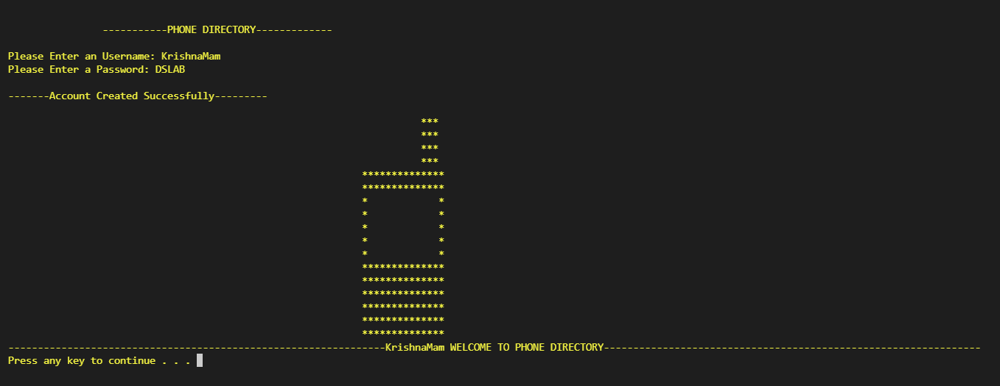 -----------PHONE DIRECTORY-------------
Please Enter an Username: KrishnaMam
Please Enter a Password: DSLAB
-------Account Created Successfully---------
***
***
***
***
**************
**************
*            *
*            *
*            *
*            *
*            *
**************
**************
**************
**************
**************
**************
----------------------------------------------------------------KrishnaMam WELCOME TO PHONE DIRECTORY----------------------------------------------------------------
Press any key to continue . . .